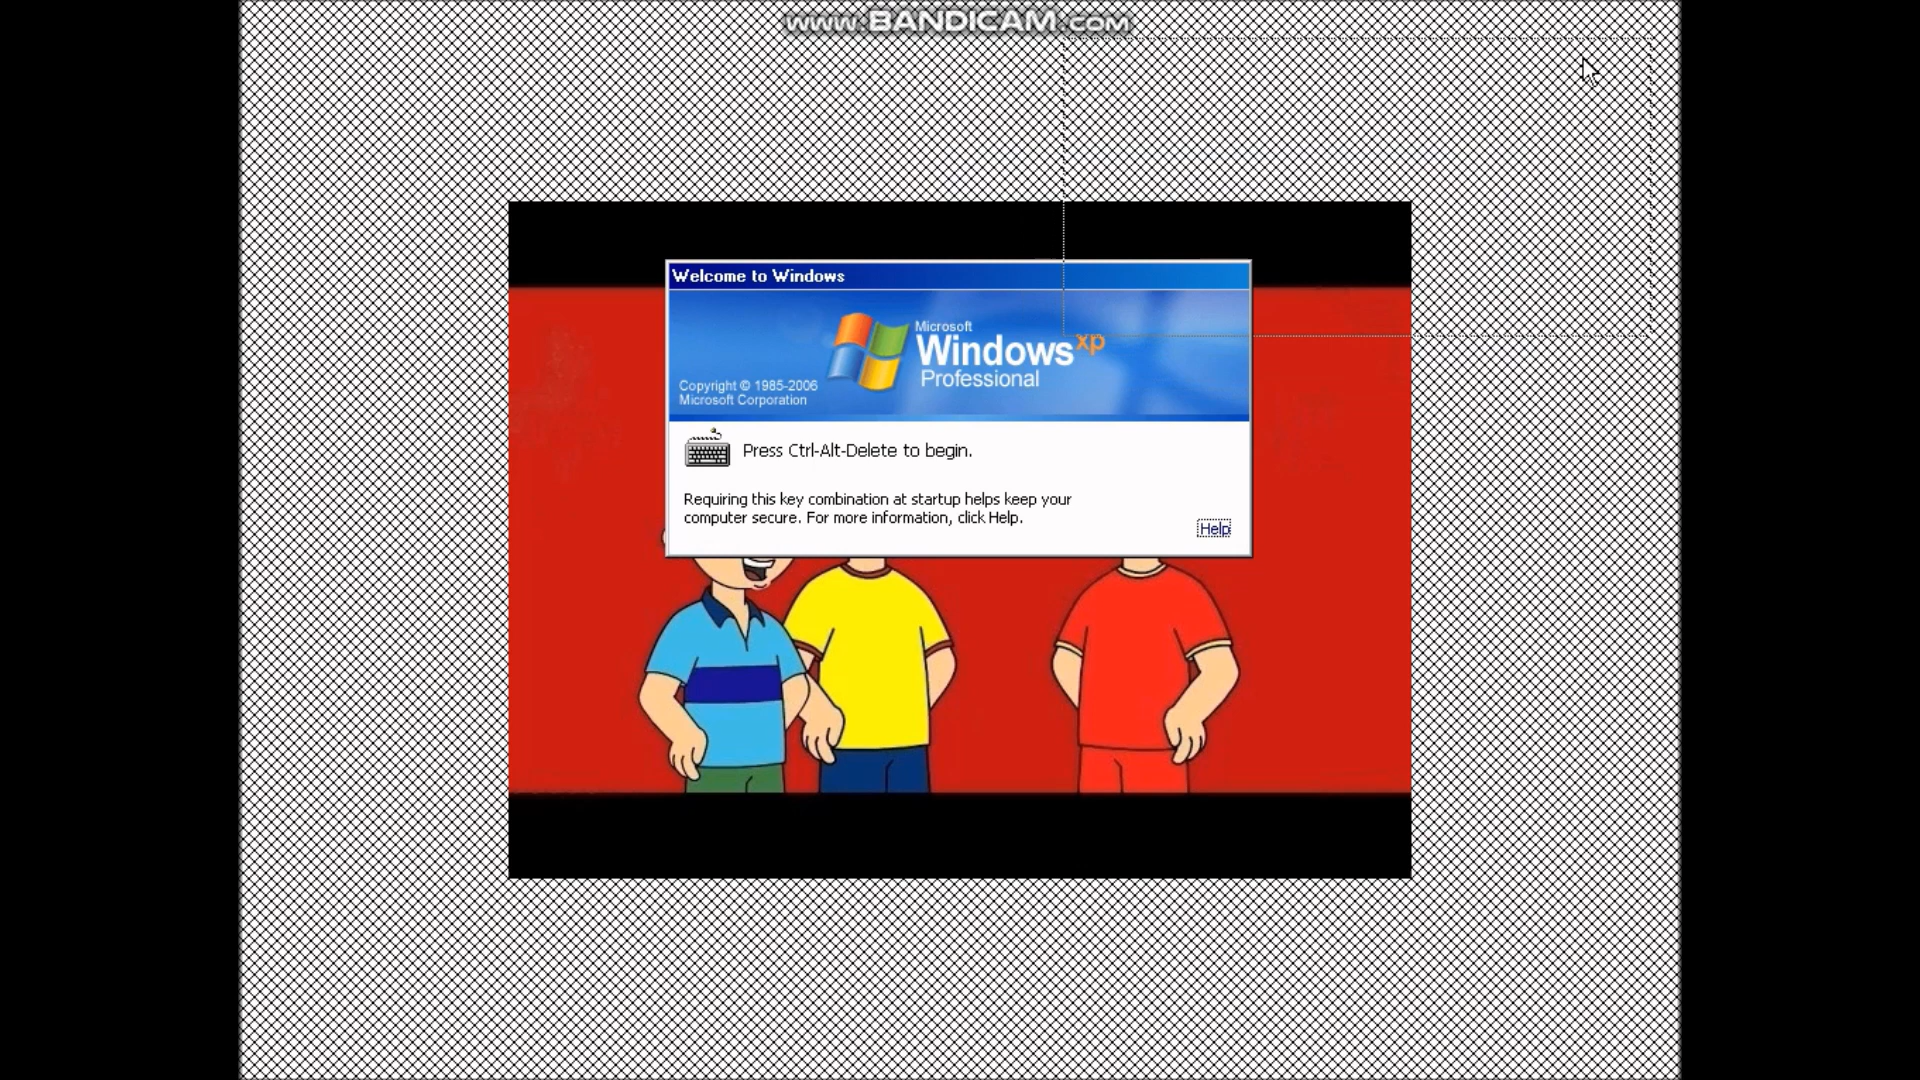 www.BANDICAM.COM
Welcome to Windows
Microsoft
Windows xp
Professional
Copyright © 1985-2006
Microsoft Corporation
Press Ctrl-Alt-Delete to begin.
Requiring this key combination at startup helps keep your
computer secure. For more information, click Help.
Help